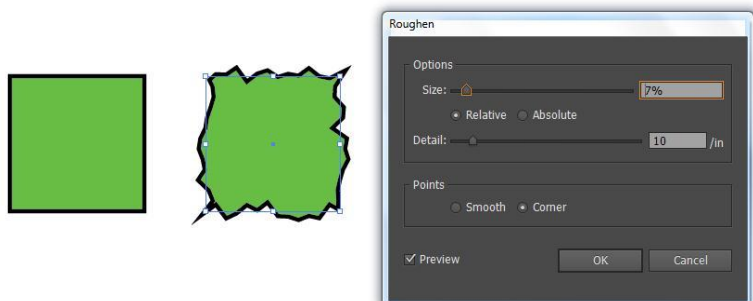 Roughen
Options
Size: 7%
Relative Absolute
Detail: 10 /in
Points
Smooth Corner
Preview OK Cancel